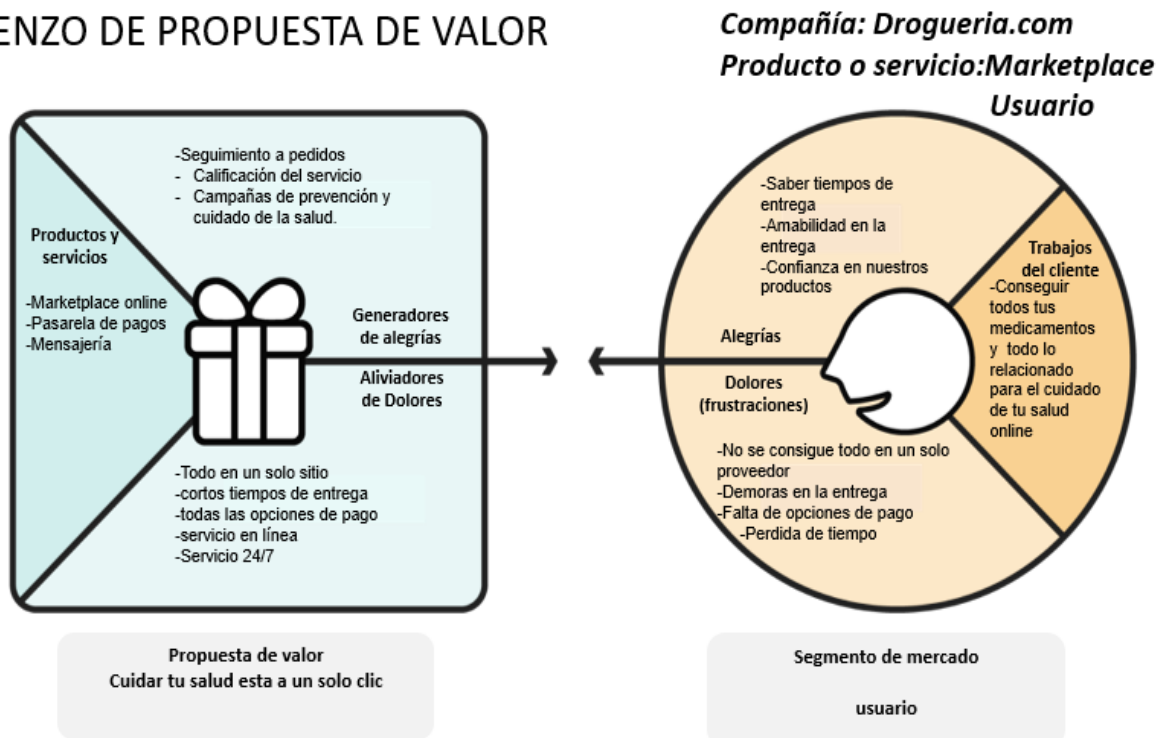 ENZO DE PROPUESTA DE VALOR
Compañía: Drogueria.com
Producto o servicio:Marketplace
Usuario
-Seguimiento a pedidos
- Calificación del servicio
- Campañas de prevención y
cuidado de la salud.
Productos y
servicios
-Marketplace online
-Pasarela de pagos
-Mensajería
Generadores
de alegrías
Aliviadores
de Dolores
-Todo en un solo sitio
-cortos tiempos de entrega
-todas las opciones de pago
-servicio en línea
-Servicio 24/7
-Saber tiempos de
entrega
-Amabilidad en la
entrega
-Confianza en nuestros
productos
Alegrías
Dolores
(frustraciones)
-No se consigue todo en un solo
proveedor
-Demoras en la entrega
-Falta de opciones de pago
-Perdida de tiempo
Trabajos
del cliente
-Conseguir
todos tus
medicamentos
y todo lo
relacionado
para el cuidado
de tu salud
online
Propuesta de valor
Cuidar tu salud esta a un solo clic
Segmento de mercado
usuario